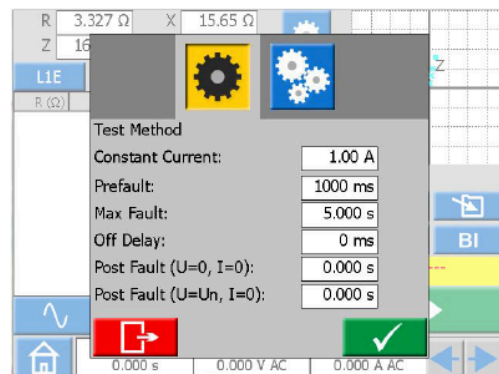 R 3.327 Ω X 15.65 Ω
Z 16
Z
L1E
R (Ω)
Test Method
Constant Current: 1.00 A
Prefault: 1000 ms
Max Fault: 5.000 s
Off Delay: 0 ms
BI
Post Fault (U=0, I=0): 0.000 s
Post Fault (U=Un, I=0): 0.000 s
0.000 s 0.000 V AC 0.000 A AC